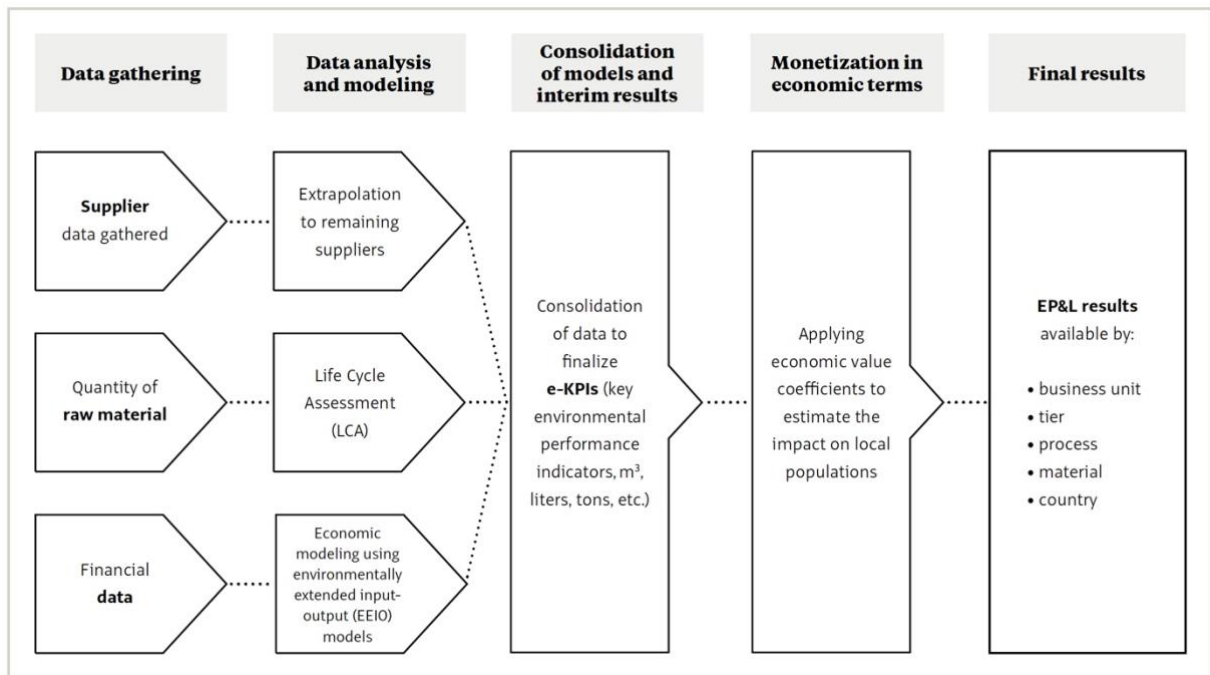 Data gathering
Data analysis
and modeling
Consolidation
of models and
interim results
Monetization in
economic terms
Final results
Supplier
data gathered
Extrapolation
to remaining
suppliers
Quantity of
raw material
Life Cycle
Assessment
(LCA)
Financial
data
Economic
modeling using
environmentally
extended input-
output (EEIO)
models
Consolidation
of data to
finalize
e-KPIs (key
environmental
performance
indicators, m³,
liters, tons, etc.)
Applying
economic value
coefficients to
estimate the
impact on local
populations
EP&L results
available by:
• business unit
• tier
• process
• material
• country